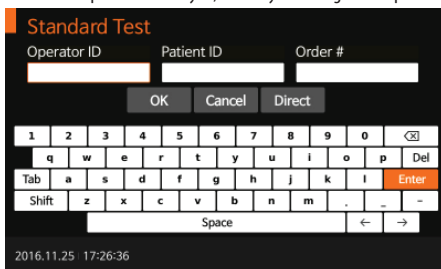 Standard Test
Operator ID Patient ID Order #
OK Cancel Direct
1 2 3 4 5 6 7 8 9 0
q w e r t y u i o p Del
Tab a s d f g h j k l Enter
Shift z x c v b n m . _ -
Space ← →
2016.11.25 17:26:36